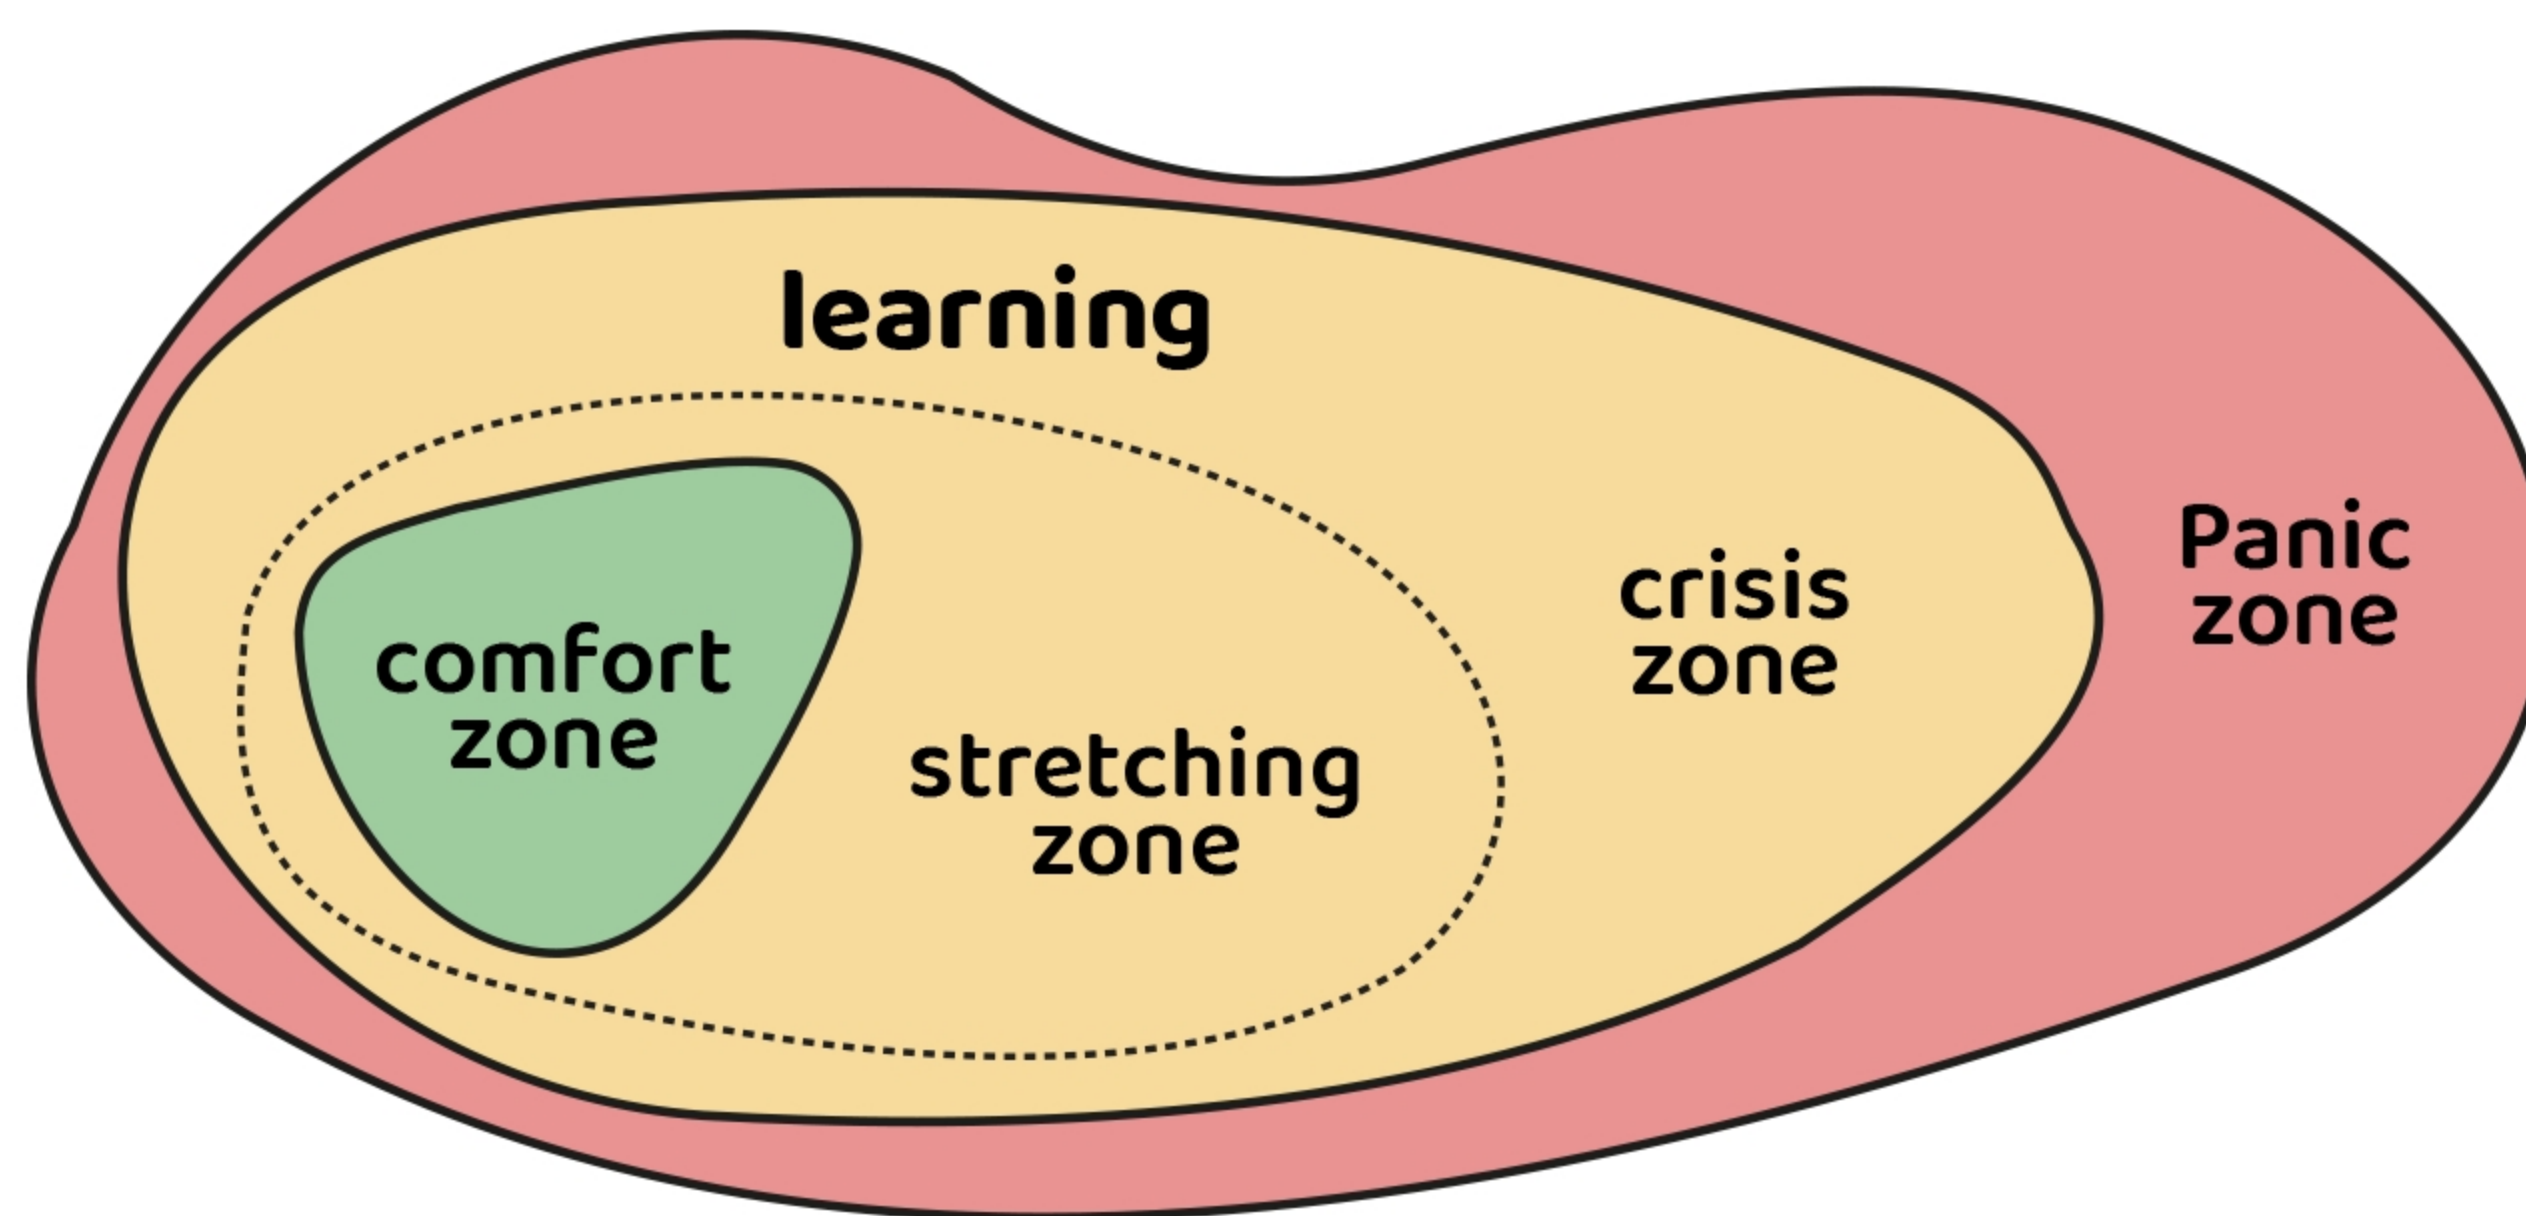 learning
comfort
zone
stretching
zone
crisis
zone
Panic
zone